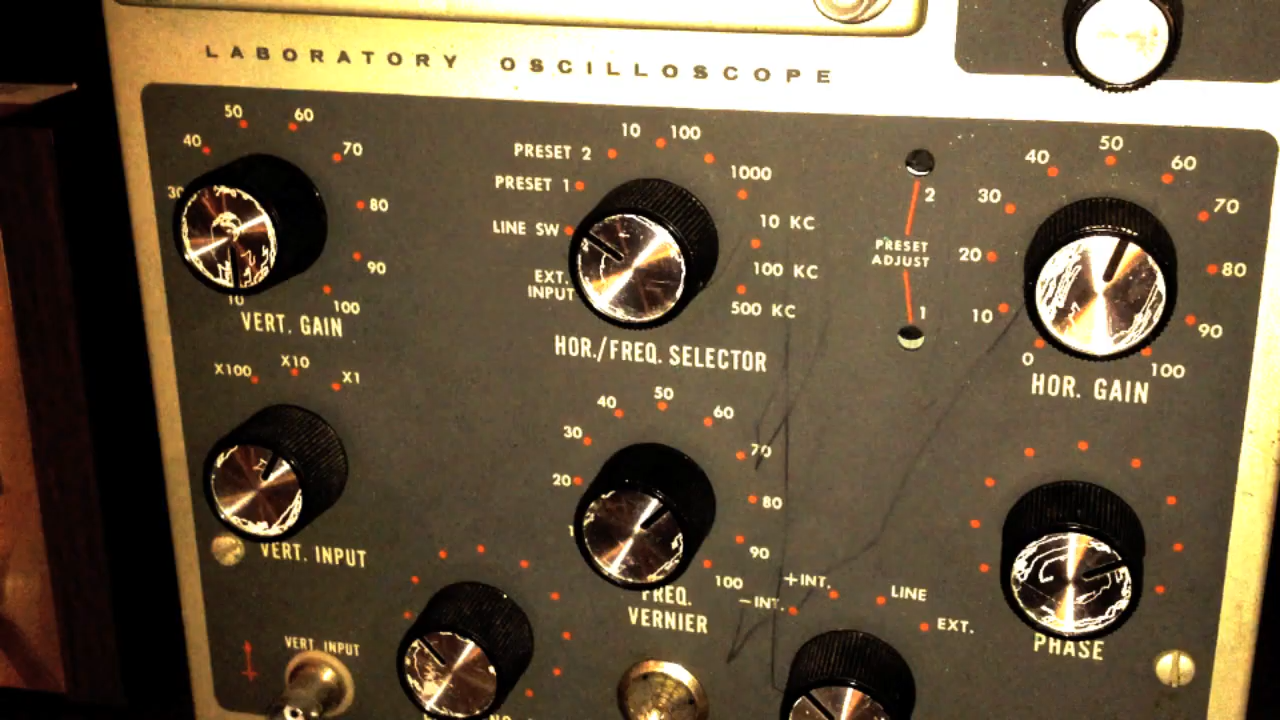 LABORATORY OSCILLOSCOPE
30 40 50 60 70 80 90 100
10
VERT. GAIN
PRESET 2
PRESET 1
LINE SW
EXT.
INPUT
10 100 1000
10 KC
100 KC
500 KC
HOR./FREQ. SELECTOR
2
PRESET
ADJUST
1
0 10 20 30 40 50 60 70 80 90 100
HOR. GAIN
X100 X10 X1
VERT. INPUT
20 30 40 50 60 70 80 90 100
FREQ.
VERNIER
-INT. +INT. LINE EXT.
PHASE
VERT. INPUT